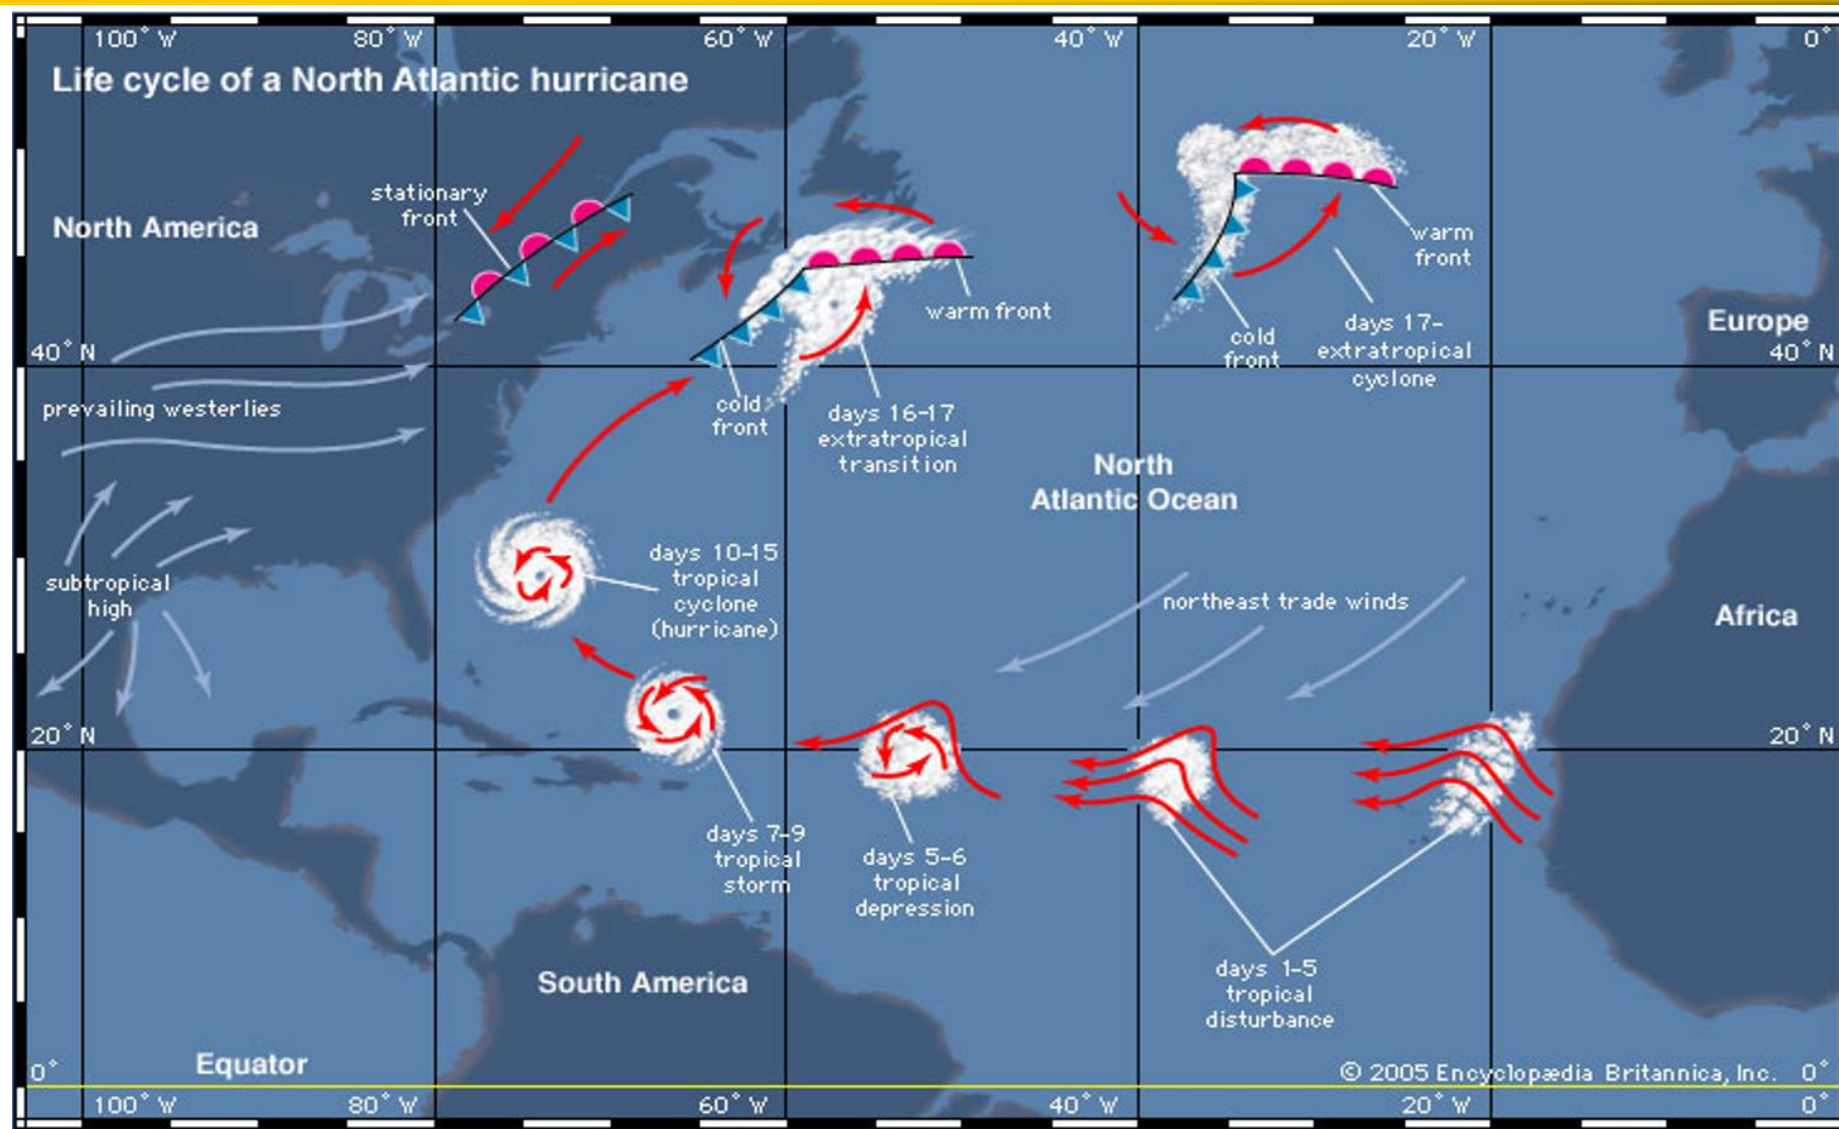 100° W
80° W
60° W
40° W
20° W
0°
Life cycle of a North Atlantic hurricane
stationary
front
North America
warm
front
warm front
Europe
days 17-
extratropical
cyclone
cold
front
40° N
40° N
prevailing westerlies
cold
front
days 16-17
extratropical
transition
North
Atlantic Ocean
days 10-15
tropical
cyclone
(hurricane)
subtropical
high
northeast trade winds
Africa
20° N
20° N
days 7-9
tropical
storm
days 5-6
tropical
depression
days 1-5
tropical
disturbance
South America
Equator
0°
© 2005 Encyclopædia Britannica, Inc.
0°
100° W
80° W
60° W
40° W
20° W
0°